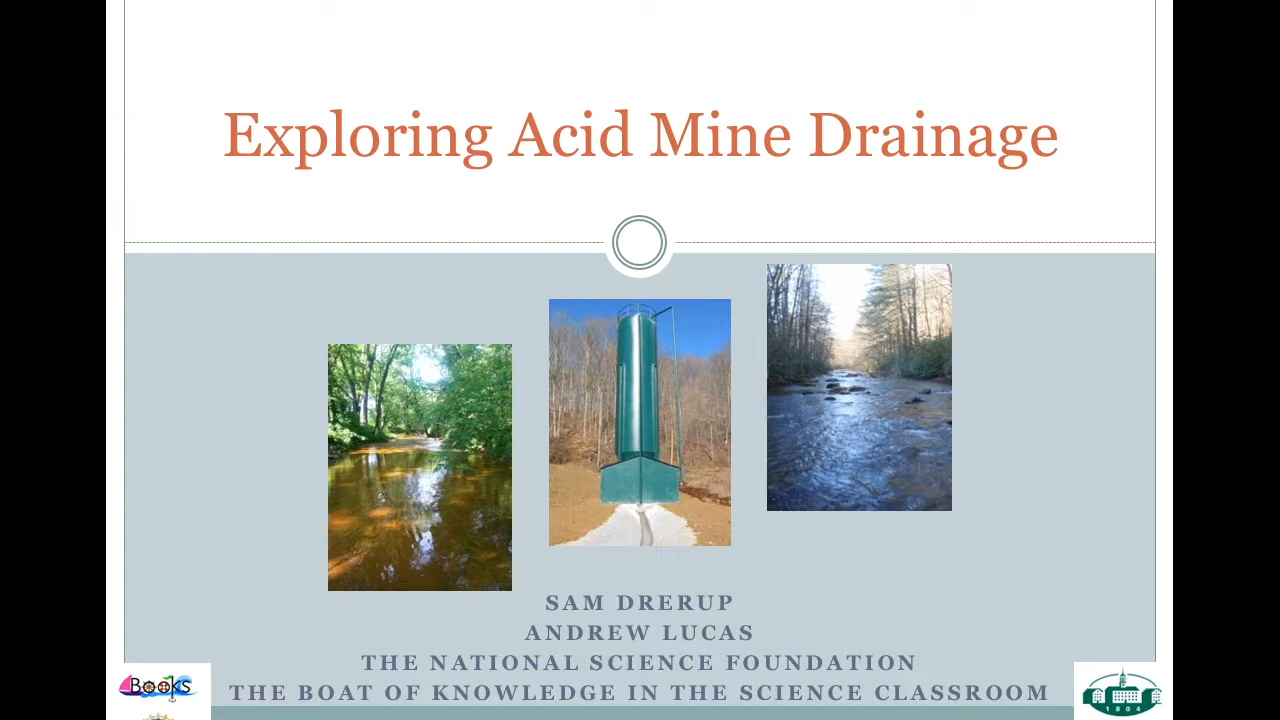 Exploring Acid Mine Drainage
SAM DRERUP
ANDREW LUCAS
THE NATIONAL SCIENCE FOUNDATION
THE BOAT OF KNOWLEDGE IN THE SCIENCE CLASSROOM
BooKs
1804